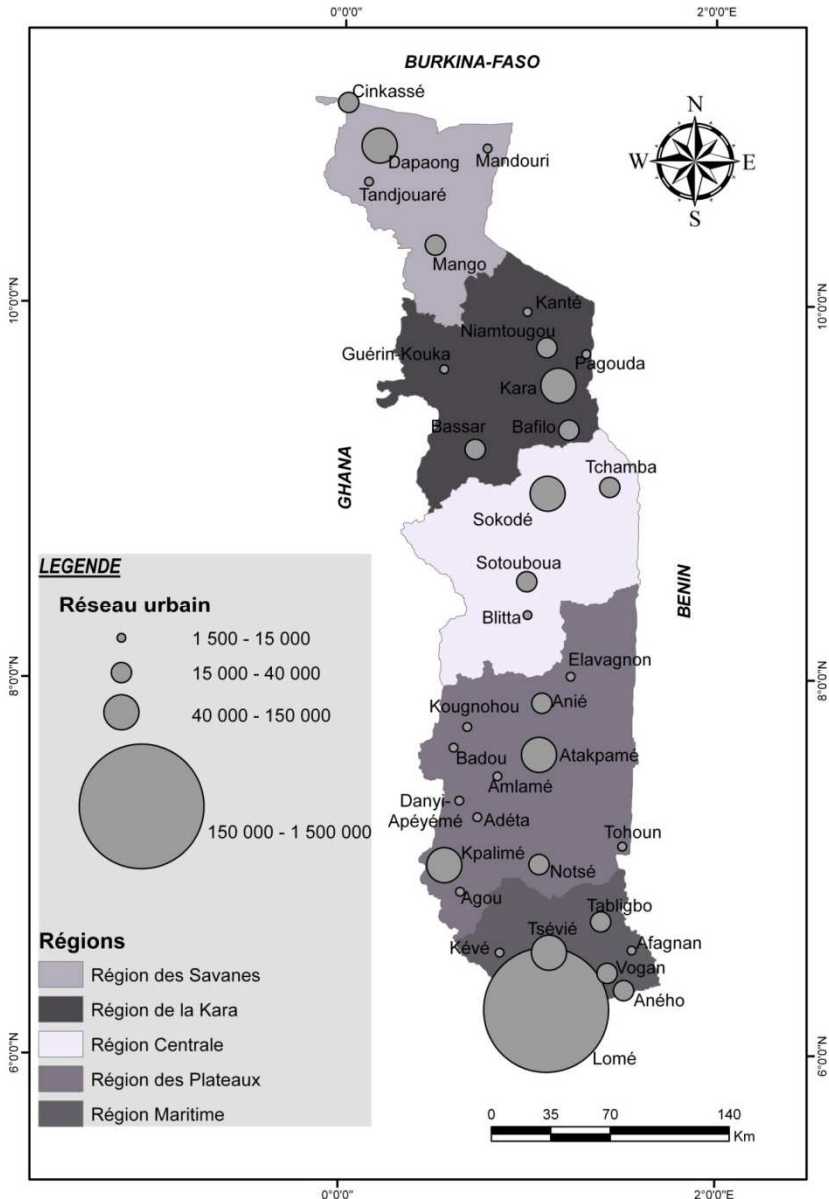 0°0'0"
2°0'0"E
BURKINA-FASO
Cinkassé
N
W
E
S
Dapaong
Mandouri
Tandjouaré
Mango
10°0'0"N
10°0'0"N
Kanté
Niamtougou
Guérin-Kouka
Pagouda
Kara
Bassar
Bafilo
GHANA
Tchamba
Sokodé
LEGENDE
Sotouboua
BENIN
Réseau urbain
Blitta
1 500 - 15 000
15 000 - 40 000
40 000 - 150 000
150 000 - 1 500 000
Elavagnon
8°0'0"N
8°0'0"N
Kougnohou
Anié
Badou
Atakpamé
Amlamé
Danyi-
Apéyémé
Adéta
Tohoun
Kpalimé
Notsé
Agou
Tabligbo
Tsévié
Kévé
Afagnan
Vogan
Aného
Lomé
Régions
Région des Savanes
Région de la Kara
Région Centrale
Région des Plateaux
Région Maritime
6°0'0"N
6°0'0"N
0 35 70 140
Km
0°0'0"
2°0'0"E